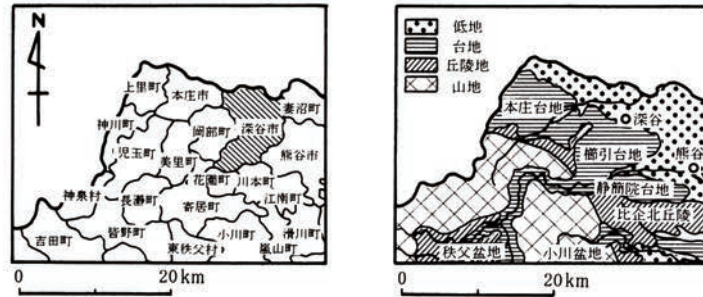 N
上里町
本庄市
妻沼町
神川町
岡部町
深谷市
児玉町
美里町
熊谷市
花園町
川本町
神泉村
長瀞町
寄居町
江南町
吉田町
皆野町
東秩父村
小川町
嵐山町
滑川町
0
20km
低地
台地
丘陵地
山地
本庄台地
深谷
櫛引台地
熊谷
静簡院台地
比企北丘陵
秩父盆地
小川盆地
0
20km